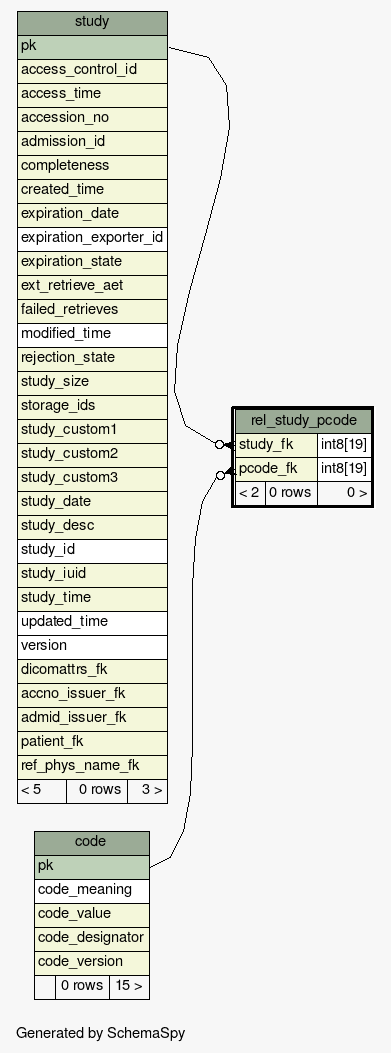 study
pk
access_control_id
access_time
accession_no
admission_id
completeness
created_time
expiration_date
expiration_exporter_id
expiration_state
ext_retrieve_aet
failed_retrieves
modified_time
rejection_state
study_size
storage_ids
study_custom1
study_custom2
study_custom3
study_date
study_desc
study_id
study_iuid
study_time
updated_time
version
dicomattrs_fk
accno_issuer_fk
admid_issuer_fk
patient_fk
ref_phys_name_fk
< 5 0 rows 3 >
rel_study_pcode
study_fk int8[19]
pcode_fk int8[19]
< 2 0 rows 0 >
code
pk
code_meaning
code_value
code_designator
code_version
0 rows 15 >
Generated by SchemaSpy